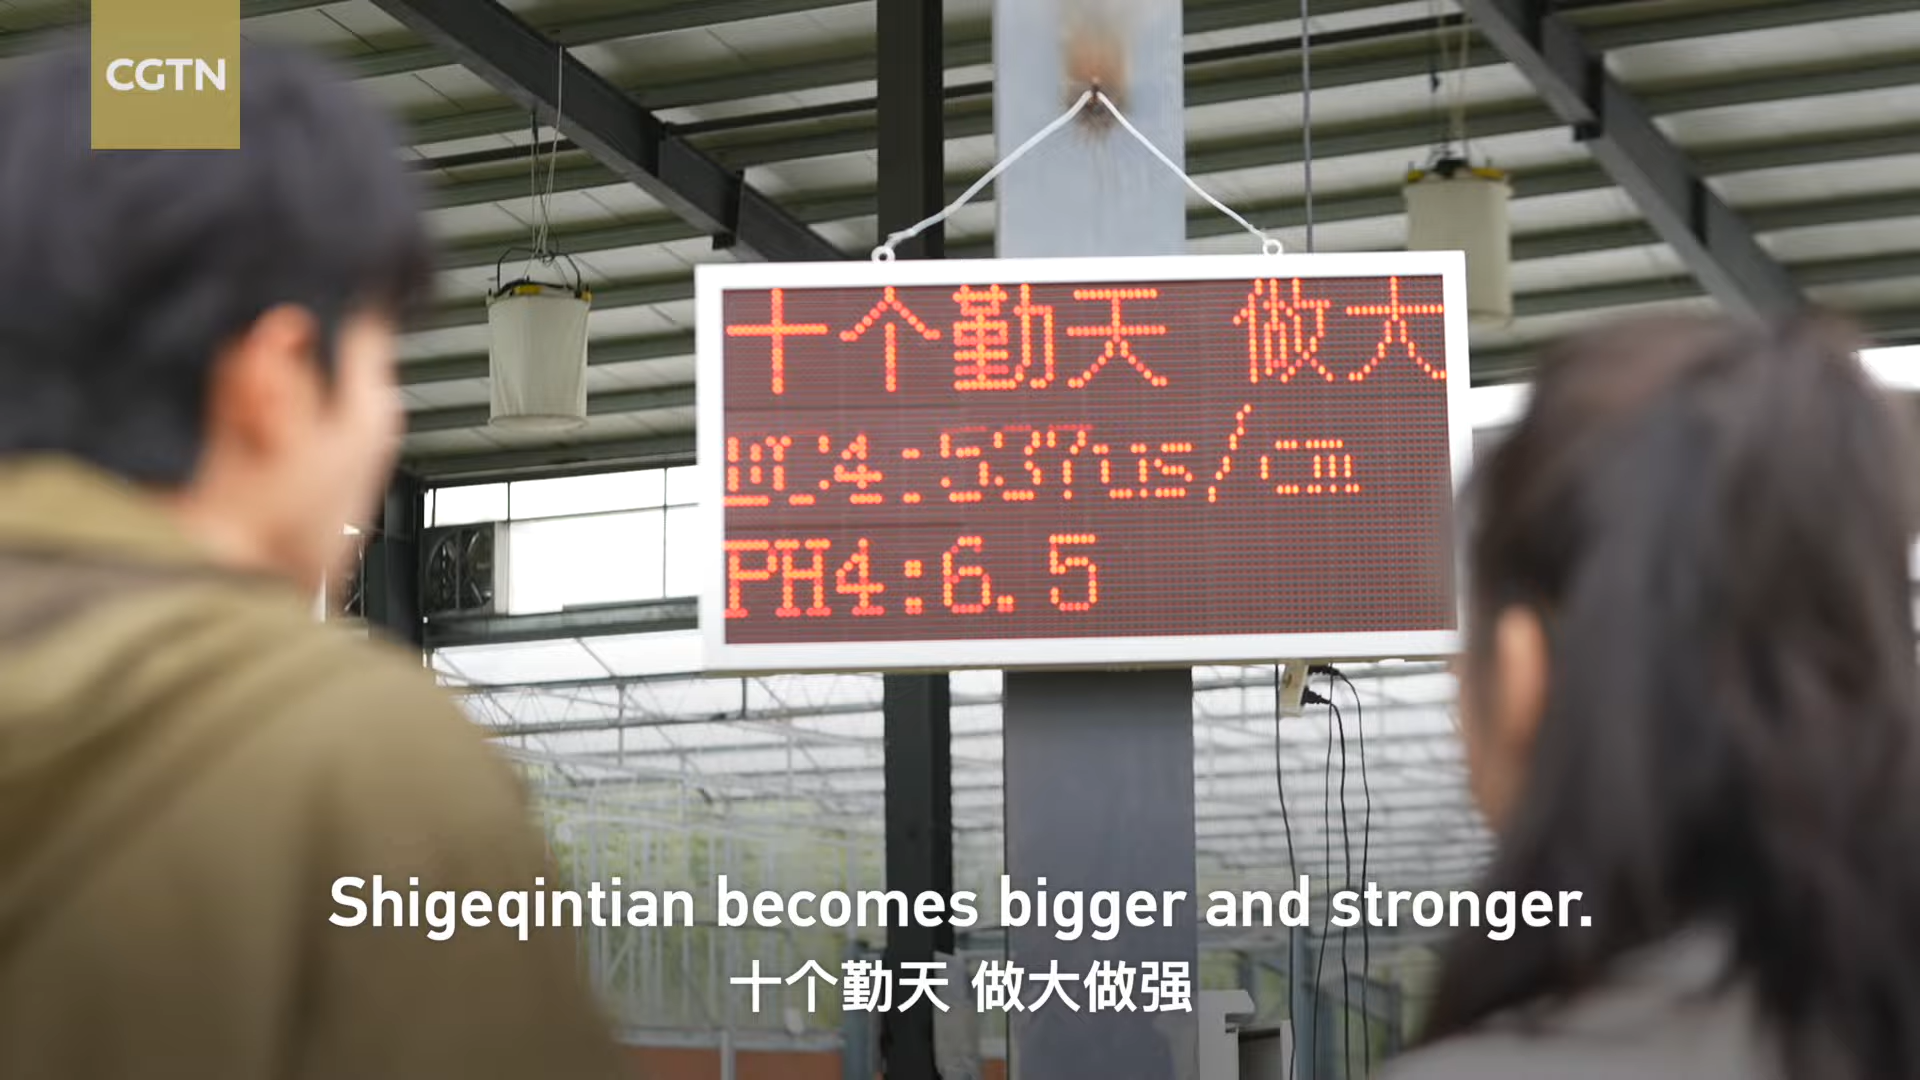 CGTN
十个勤天 做大
EC4:537us/cm
PH4:6.5
Shigeqintian becomes bigger and stronger.
十个勤天 做大做强